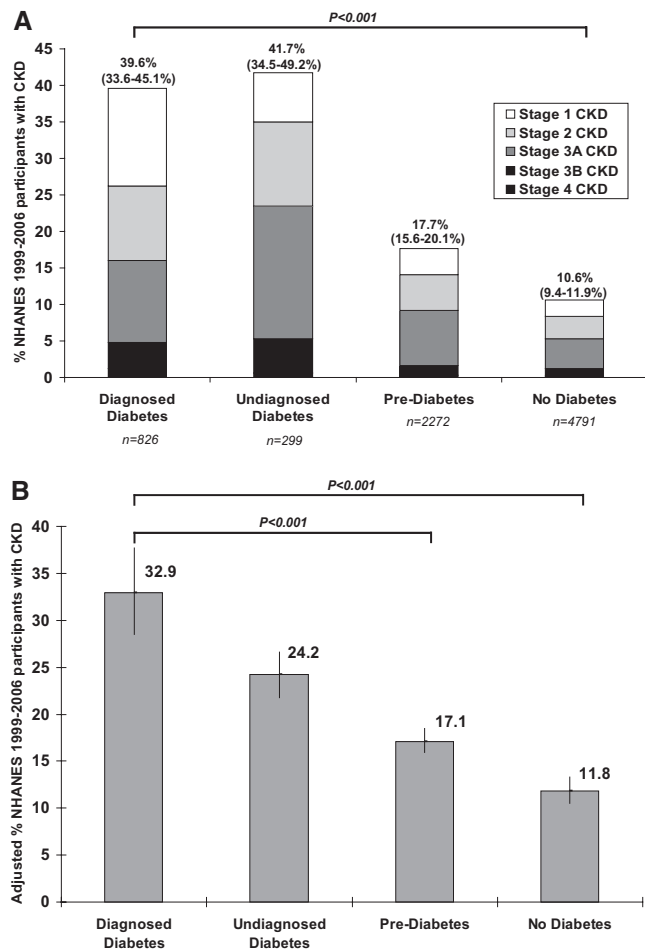 A
P<0.001
% NHANES 1999-2006 participants with CKD
45
40
35
30
25
20
15
10
5
0
39.6%
(33.6-45.1%)
41.7%
(34.5-49.2%)
17.7%
(15.6-20.1%)
10.6%
(9.4-11.9%)
Stage 1 CKD
Stage 2 CKD
Stage 3A CKD
Stage 3B CKD
Stage 4 CKD
Diagnosed
Diabetes
n=826
Undiagnosed
Diabetes
n=299
Pre-Diabetes
n=2272
No Diabetes
n=4791
B
P<0.001
P<0.001
Adjusted % NHANES 1999-2006 participants with CKD
40
35
30
25
20
15
10
5
0
32.9
24.2
17.1
11.8
Diagnosed
Diabetes
Undiagnosed
Diabetes
Pre-Diabetes
No Diabetes